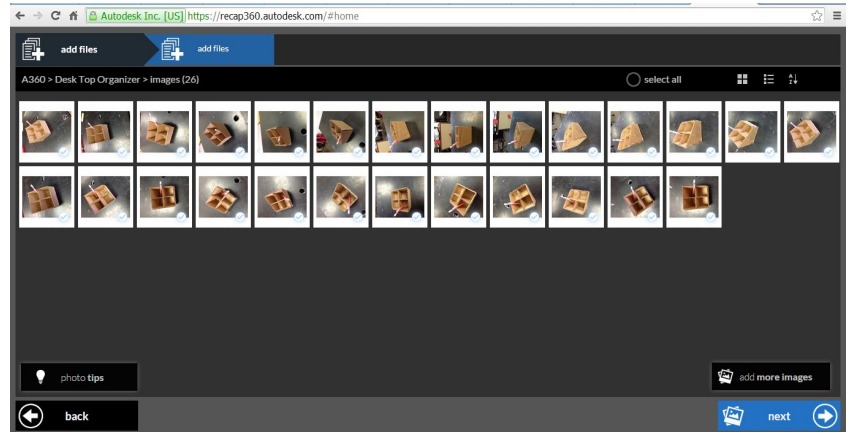 Autodesk Inc. [US] https://recap360.autodesk.com/#home
add files add files
A360 > Desk Top Organizer > images (26) select all
photo tips add more images
back next